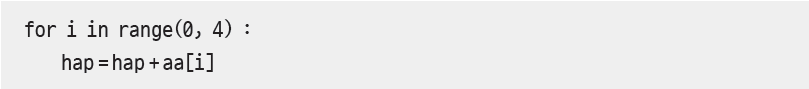 for i in range(0, 4) :
    hap=hap+aa[i]